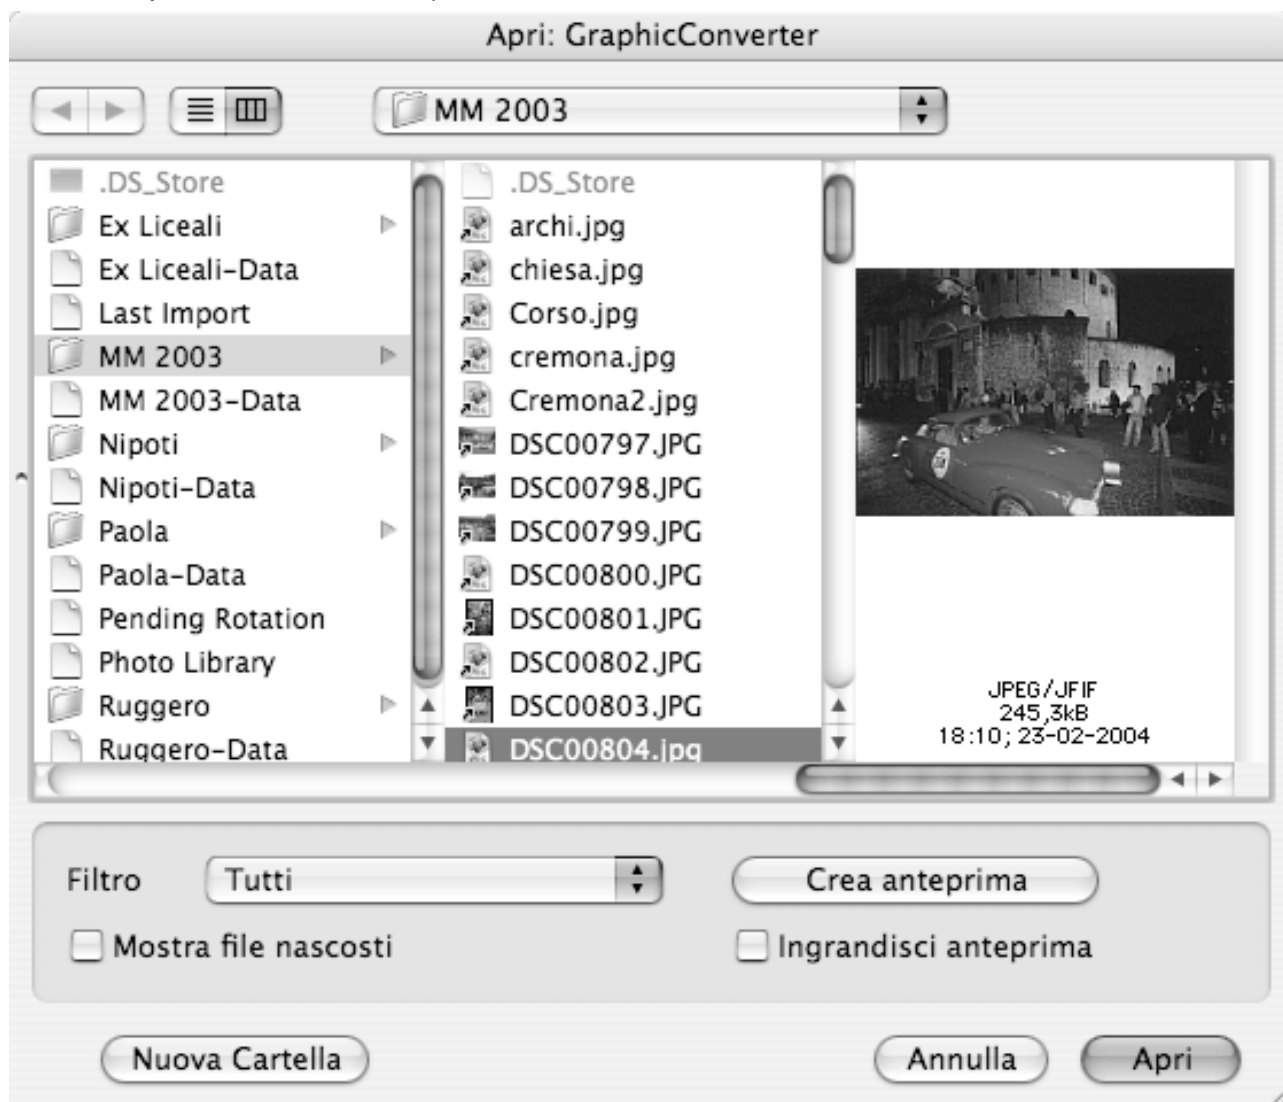 Apri: GraphicConverter
MM 2003
.DS_Store
Ex Liceali
Ex Liceali-Data
Last Import
MM 2003
MM 2003-Data
Nipoti
Nipoti-Data
Paola
Paola-Data
Pending Rotation
Photo Library
Ruggero
Ruggero-Data
.DS_Store
archi.jpg
chiesa.jpg
Corso.jpg
cremona.jpg
Cremona2.jpg
DSC00797.JPG
DSC00798.JPG
DSC00799.JPG
DSC00800.JPG
DSC00801.JPG
DSC00802.JPG
DSC00803.JPG
DSC00804.jpg
JPEG/JFIF
245,3kB
18:10; 23-02-2004
Filtro
Tutti
Crea anteprima
Mostra file nascosti
Ingrandisci anteprima
Nuova Cartella
Annulla
Apri